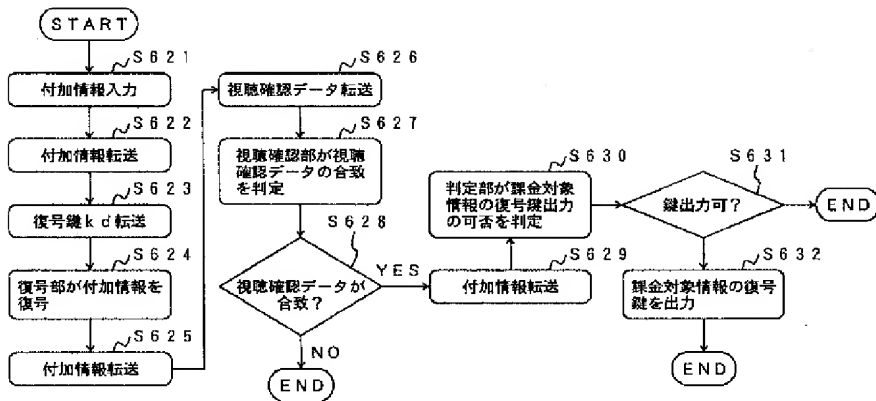 START
S621
付加情報入力
S622
付加情報転送
S623
復号鍵kd転送
S624
復号部が付加情報を
復号
S625
付加情報転送
S626
視聴確認データ転送
S627
視聴確認部が視聴
確認データの合致
を判定
S628
視聴確認データが
合致？
YES
NO
END
S629
付加情報転送
S630
判定部が課金対象
情報の復号鍵出力
の可否を判定
S631
鍵出力可？
END
S632
課金対象情報の復号
鍵を出力
END